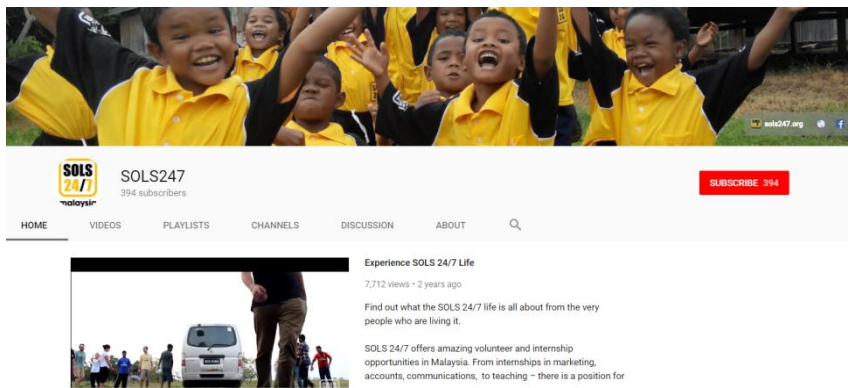 sols247.org
SOLS
24/7
malaysia
SOLS247
394 subscribers
SUBSCRIBE 394
HOME VIDEOS PLAYLISTS CHANNELS DISCUSSION ABOUT
Experience SOLS 24/7 Life
7,712 views • 2 years ago
Find out what the SOLS 24/7 life is all about from the very
people who are living it.
SOLS 24/7 offers amazing volunteer and internship
opportunities in Malaysia. From internships in marketing,
accounts, communications, to teaching – there is a position for